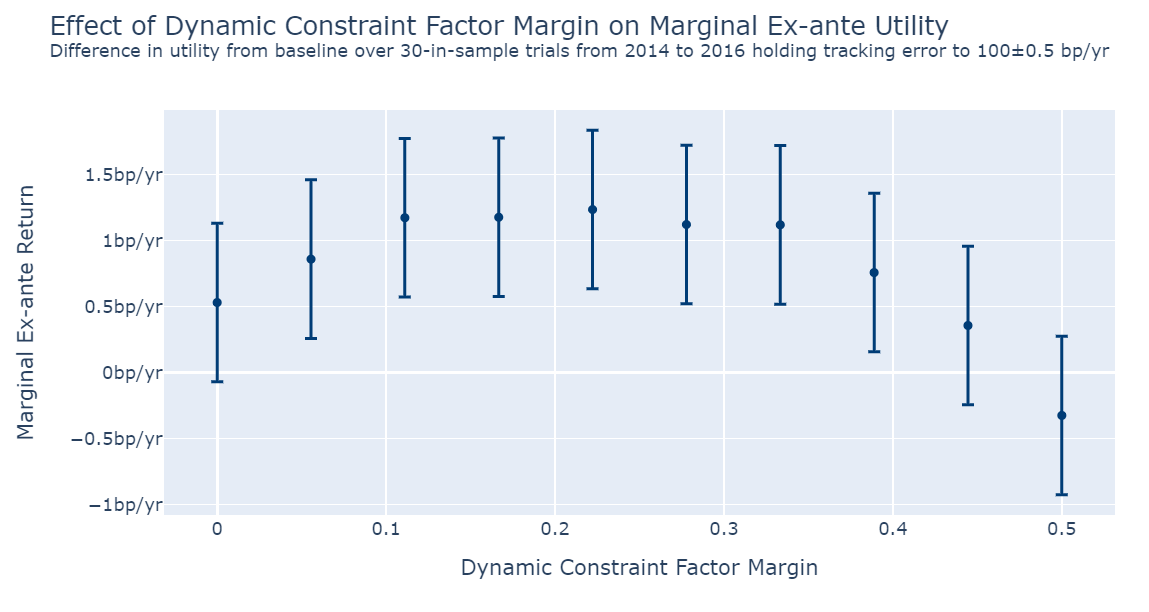 Effect of Dynamic Constraint Factor Margin on Marginal Ex-ante Utility
Difference in utility from baseline over 30-in-sample trials from 2014 to 2016 holding tracking error to 100±0.5 bp/yr
Marginal Ex-ante Return
1.5bp/yr
1bp/yr
0.5bp/yr
0bp/yr
−0.5bp/yr
−1bp/yr
0 0.1 0.2 0.3 0.4 0.5
Dynamic Constraint Factor Margin